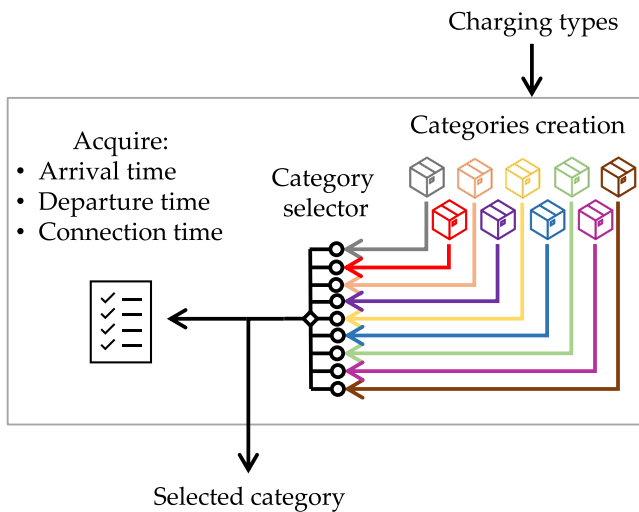 Charging types
Categories creation
Acquire:
• Arrival time
• Departure time
• Connection time
Category
selector
Selected category